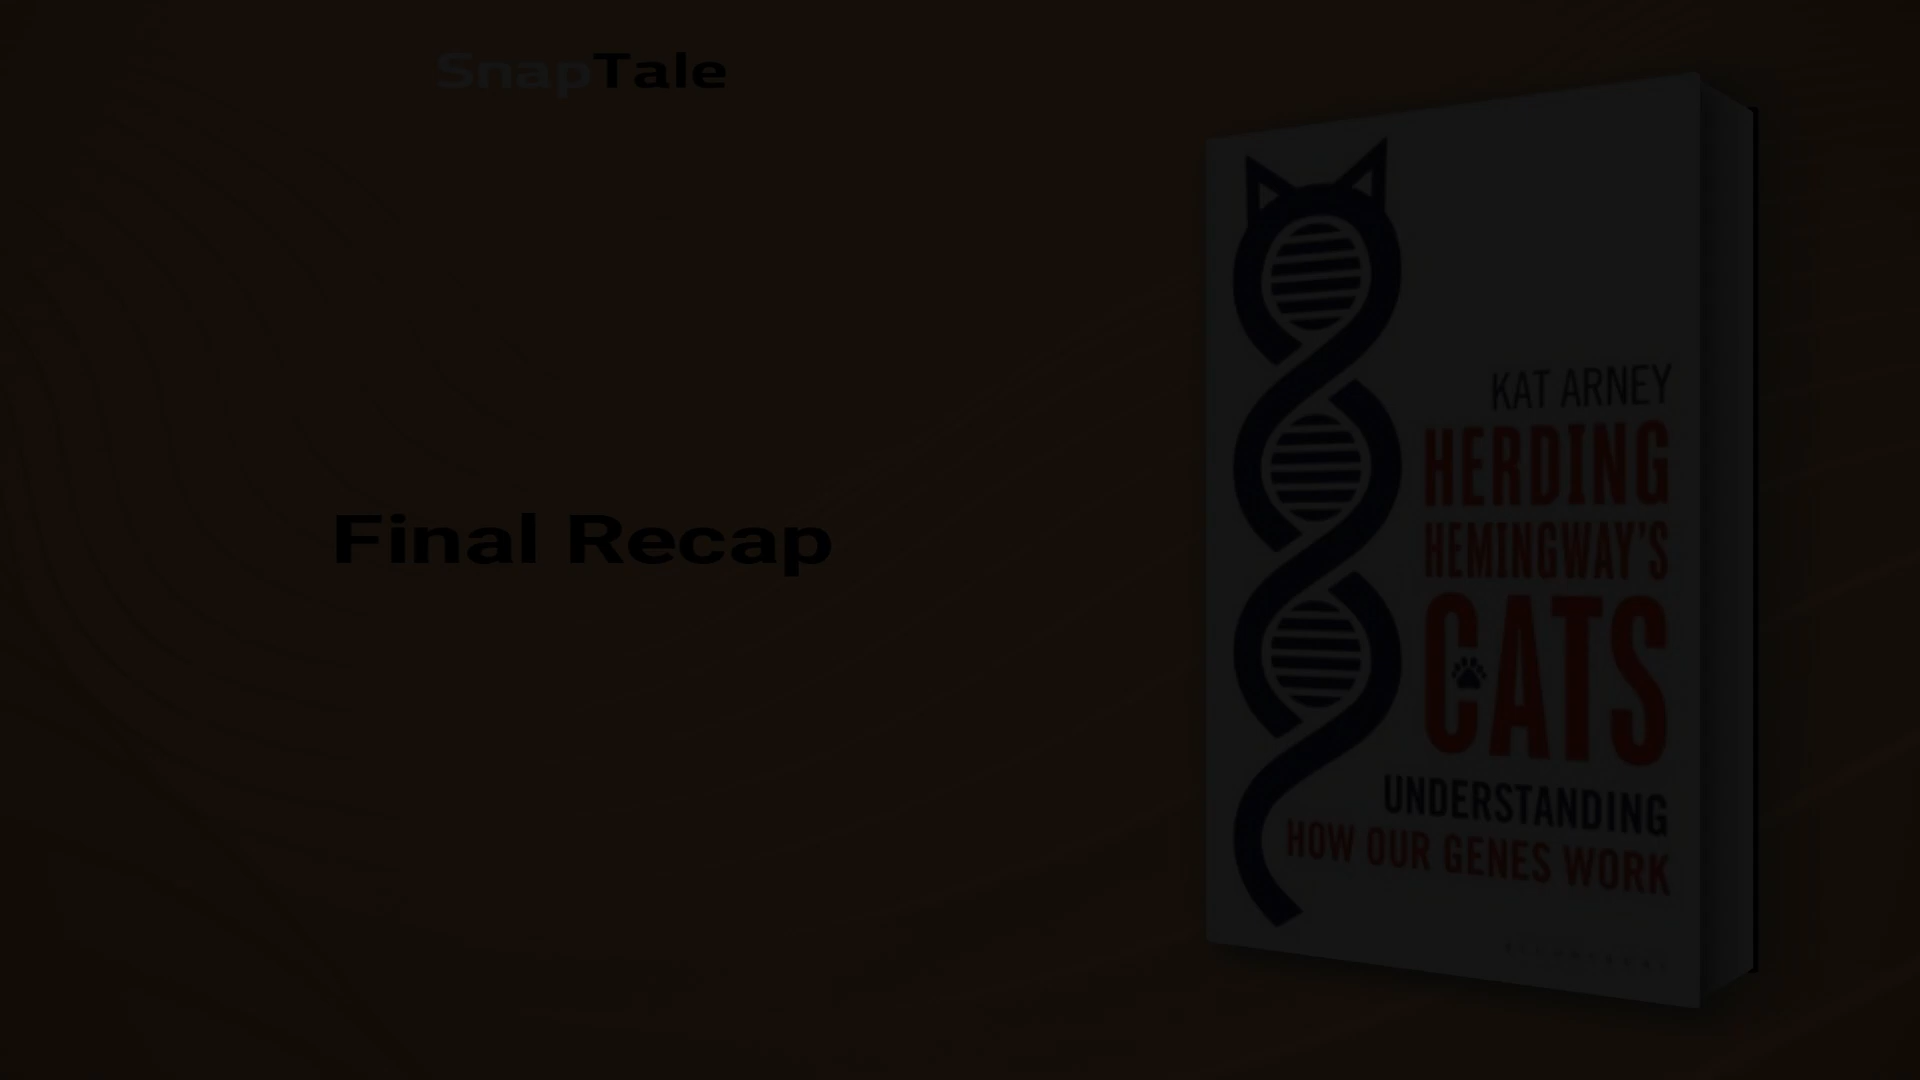 SnapTale
Final Recap
KAT ARNEY
HERDING
HEMINGWAY'S
CATS
UNDERSTANDING
HOW OUR GENES WORK